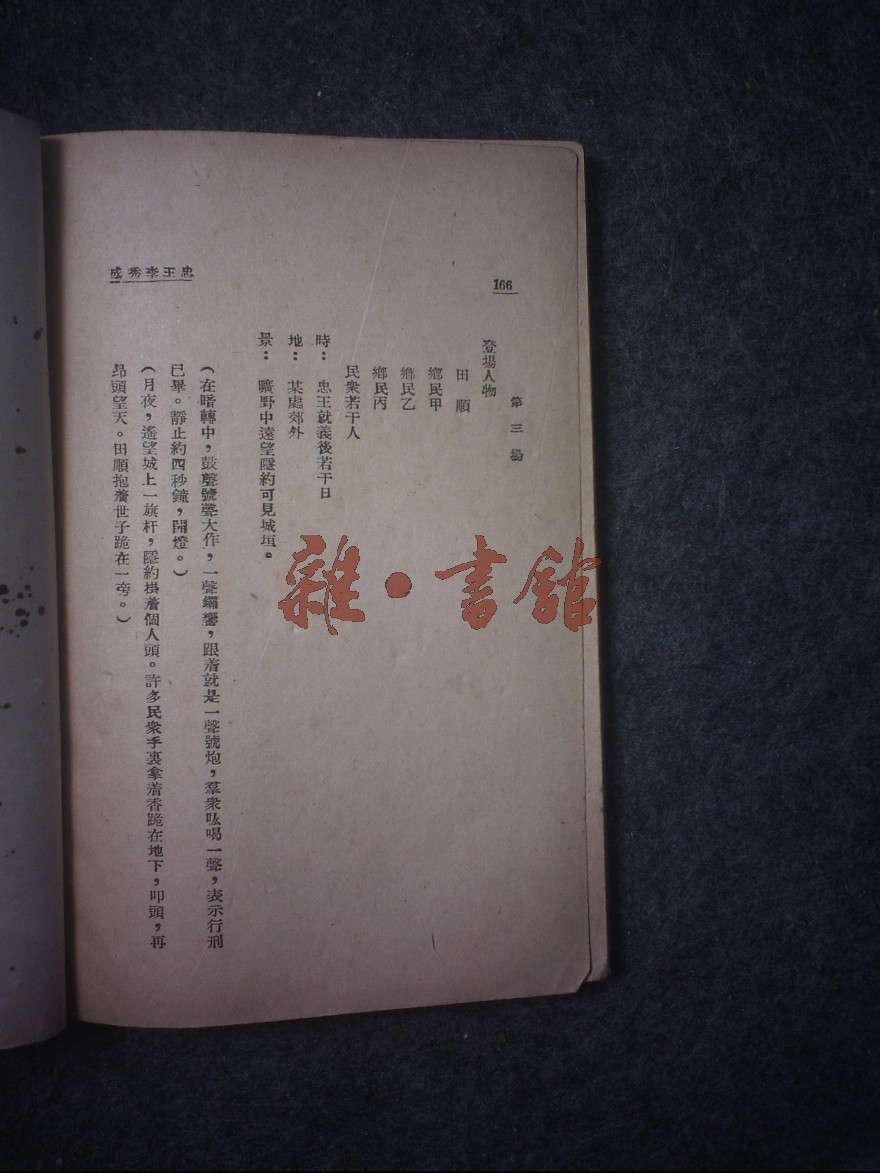 166
忠王李秀成
第三場
登場人物
田順
鄉民甲
鄉民乙
鄉民丙
民衆若干人
時：忠王就義後若干日
地：某處郊外
景：曠野中遠望隱約可見城垣。
（在暗轉中，鼓聲號聲大作，一聲鑼響，跟着就是一聲號炮，羣衆吆喝一聲，表示行刑
已畢。靜止約四秒鐘，開燈。）
（月夜，遙望城上一旗杆，隱約掛着個人頭。許多民衆手裏拿着香跪在地下，叩頭，再
昂頭望天。田順抱着世子跪在一旁。）
雜·書館